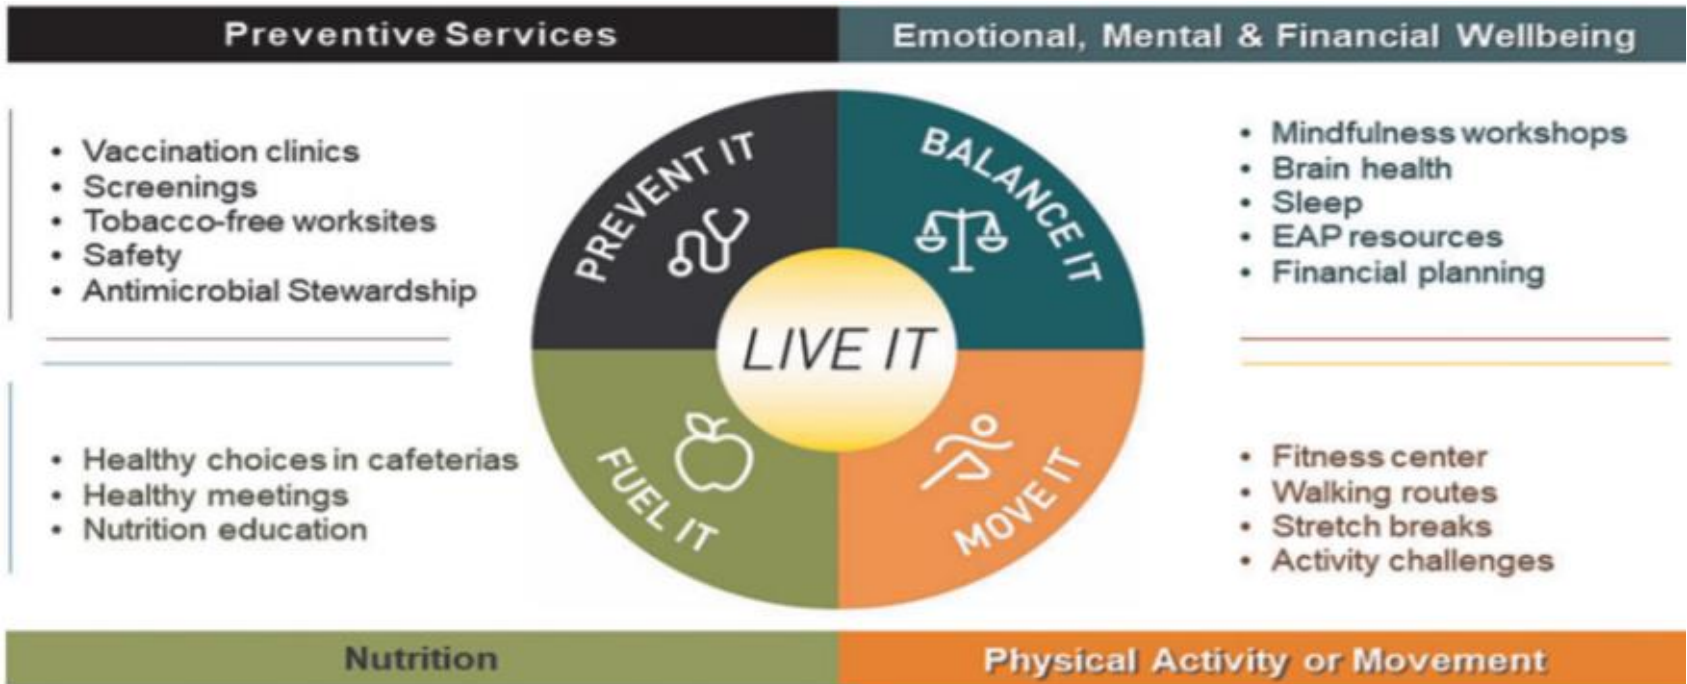 Preventive Services
Emotional, Mental & Financial Wellbeing
• Vaccination clinics
• Screenings
• Tobacco-free worksites
• Safety
• Antimicrobial Stewardship
PREVENT IT
BALANCE IT
• Mindfulness workshops
• Brain health
• Sleep
• EAP resources
• Financial planning
LIVE IT
• Healthy choices in cafeterias
• Healthy meetings
• Nutrition education
FUEL IT
MOVE IT
• Fitness center
• Walking routes
• Stretch breaks
• Activity challenges
Nutrition
Physical Activity or Movement